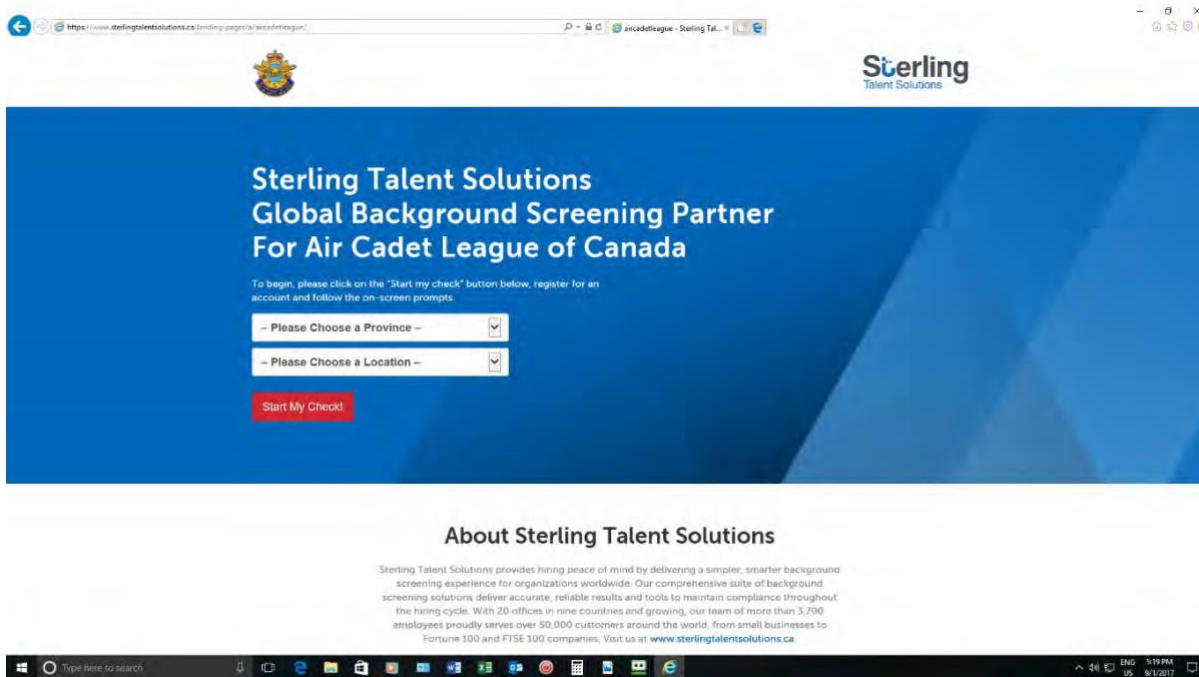 https://www.sterlingtalentsolutions.ca/landing-pages/a/aircadetleague/
aircadetleague - Sterling Tal...
Sterling
Talent Solutions
Sterling Talent Solutions
Global Background Screening Partner
For Air Cadet League of Canada
To begin, please click on the "Start my check" button below, register for an
account and follow the on-screen prompts.
– Please Choose a Province –
– Please Choose a Location –
Start My Check!
About Sterling Talent Solutions
Sterling Talent Solutions provides hiring peace of mind by delivering a simpler, smarter background
screening experience for organizations worldwide. Our comprehensive suite of background
screening solutions deliver accurate, reliable results and tools to maintain compliance throughout
the hiring cycle. With 20 offices in nine countries and growing, our team of more than 3,700
employees proudly serves over 50,000 customers around the world, from small businesses to
Fortune 100 and FTSE 100 companies. Visit us at www.sterlingtalentsolutions.ca
Type here to search
ENG 5:19 PM
US 9/1/2017